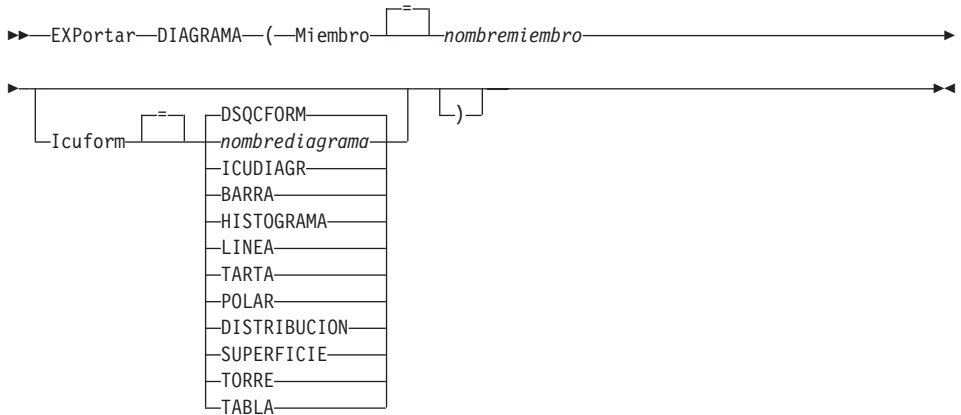 =
EXPortar DIAGRAMA ( Miembro nombremiembro
= DSQCFORM )
Icuform nombrediagrama
ICUDIAGR
BARRA
HISTOGRAMA
LINEA
TARTA
POLAR
DISTRIBUCION
SUPERFICIE
TORRE
TABLA